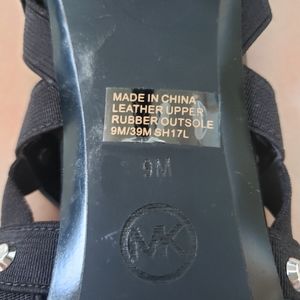 MADE IN CHINA
LEATHER UPPER
RUBBER OUTSOLE
9M/39M SH17L
9M
MK